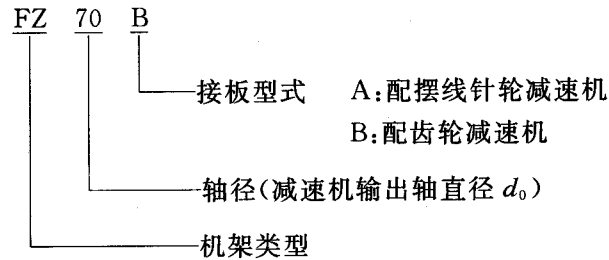 FZ 70 B
接板型式 A:配摆线针轮减速机
B:配齿轮减速机
轴径(减速机输出轴直径 d₀)
机架类型